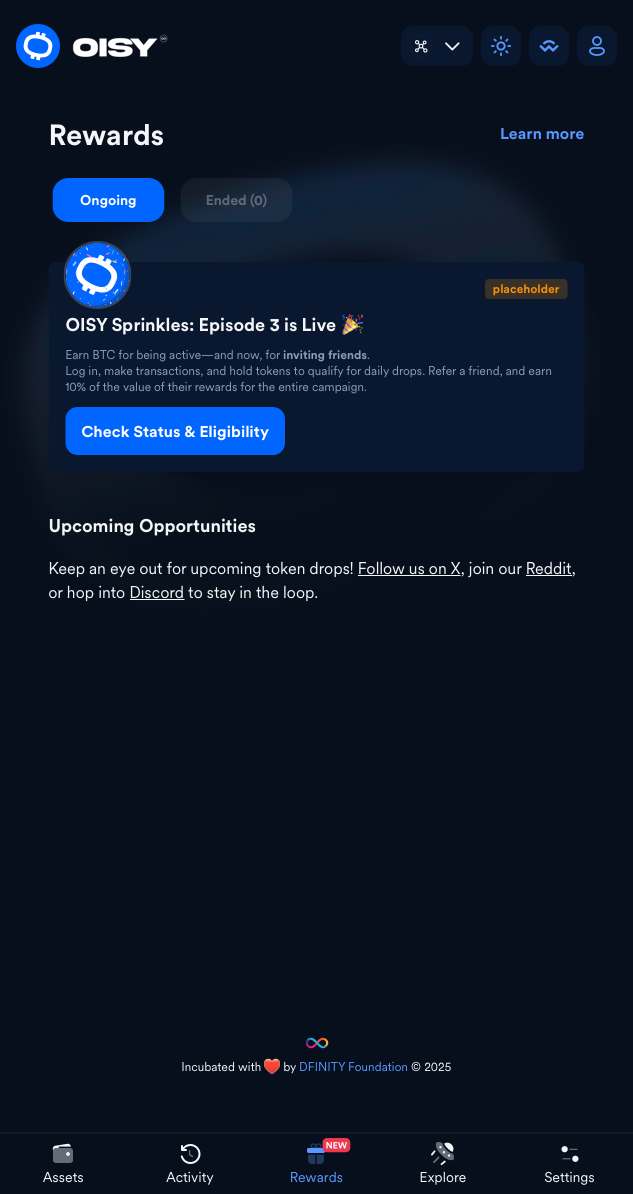 OISY
Rewards
Learn more
Ongoing
Ended (0)
placeholder
OISY Sprinkles: Episode 3 is Live 🎉
Earn BTC for being active—and now, for inviting friends.
Log in, make transactions, and hold tokens to qualify for daily drops. Refer a friend, and earn
10% of the value of their rewards for the entire campaign.
Check Status & Eligibility
Upcoming Opportunities
Keep an eye out for upcoming token drops! Follow us on X, join our Reddit,
or hop into Discord to stay in the loop.
Incubated with ❤️ by DFINITY Foundation © 2025
NEW
Assets
Activity
Rewards
Explore
Settings